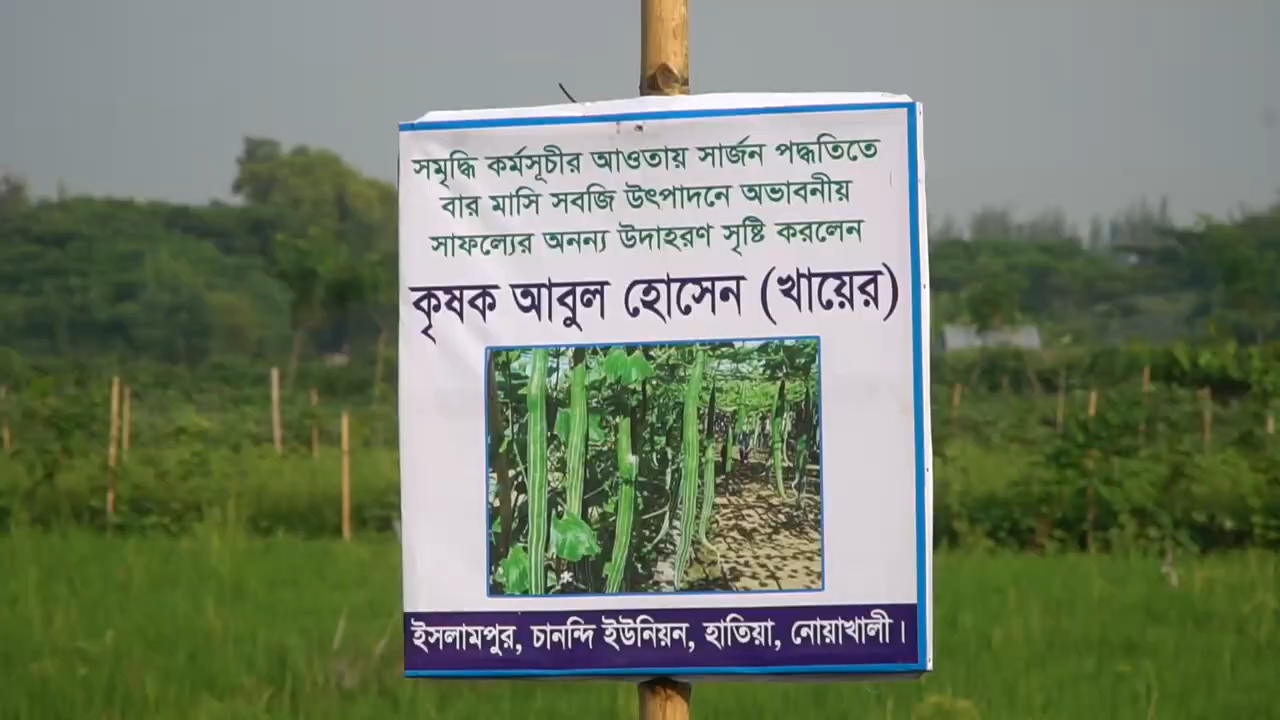 সমৃদ্ধি কর্মসূচীর আওতায় সার্জন পদ্ধতিতে
বার মাসি সবজি উৎপাদনে অভাবনীয়
সাফল্যের অনন্য উদাহরণ সৃষ্টি করলেন
কৃষক আবুল হোসেন (খায়ের)
ইসলামপুর, চানন্দি ইউনিয়ন, হাতিয়া, নোয়াখালী।